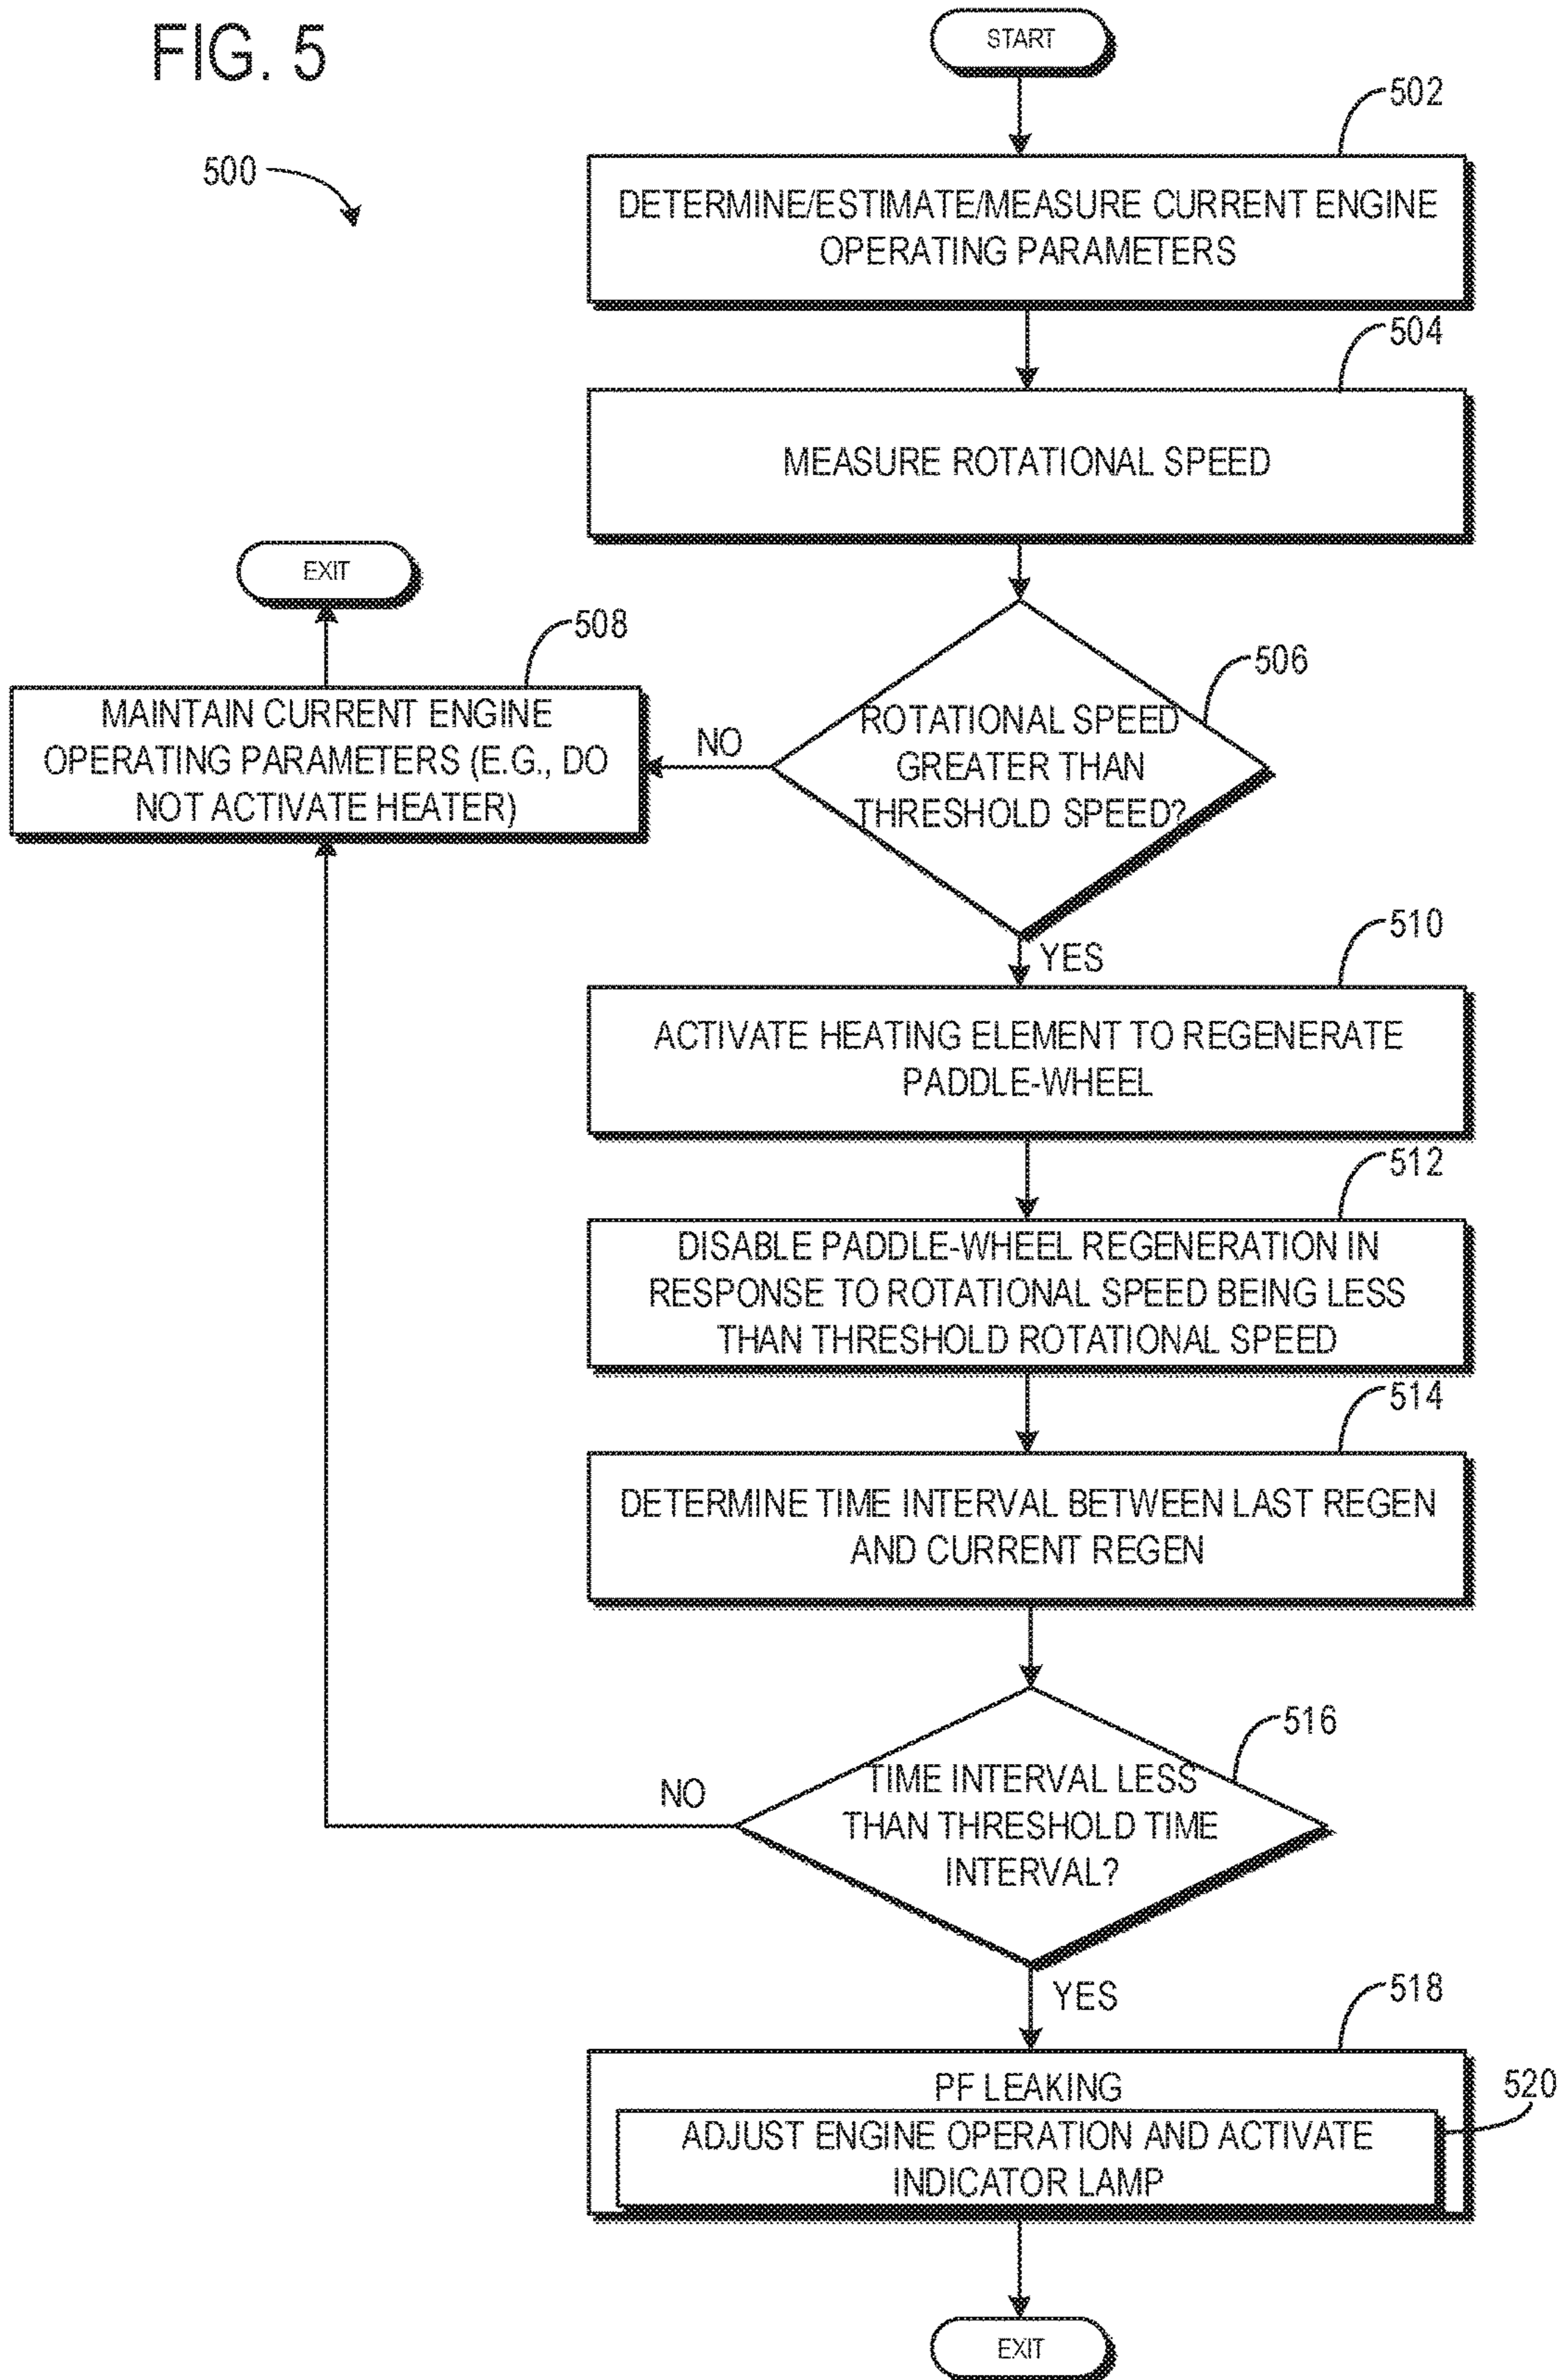 FIG. 5
500
START
502
DETERMINE/ESTIMATE/MEASURE CURRENT ENGINE
OPERATING PARAMETERS
504
MEASURE ROTATIONAL SPEED
506
ROTATIONAL SPEED
GREATER THAN
THRESHOLD SPEED?
NO
EXIT
508
MAINTAIN CURRENT ENGINE
OPERATING PARAMETERS (E.G., DO
NOT ACTIVATE HEATER)
YES
510
ACTIVATE HEATING ELEMENT TO REGENERATE
PADDLE-WHEEL
512
DISABLE PADDLE-WHEEL REGENERATION IN
RESPONSE TO ROTATIONAL SPEED BEING LESS
THAN THRESHOLD ROTATIONAL SPEED
514
DETERMINE TIME INTERVAL BETWEEN LAST REGEN
AND CURRENT REGEN
516
TIME INTERVAL LESS
THAN THRESHOLD TIME
INTERVAL?
NO
YES
518
PF LEAKING
520
ADJUST ENGINE OPERATION AND ACTIVATE
INDICATOR LAMP
EXIT